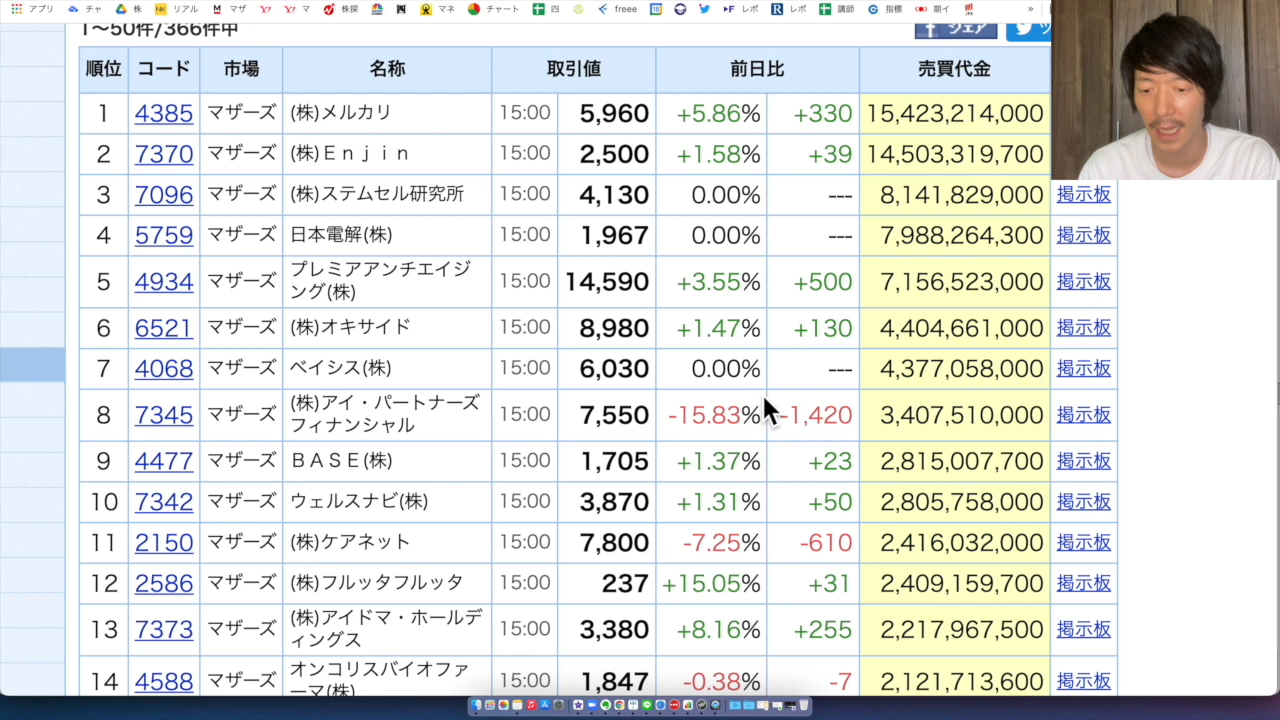 アプリ チャ 株 リアル マザ マ 株探 マネ チャート 四 freee レポ レポ 講師 指標 期イ »
1〜50件/366件中 シェア
順位 コード 市場 名称 取引値 前日比 売買代金
1 4385 マザーズ (株)メルカリ 15:00 5,960 +5.86% +330 15,423,214,000
2 7370 マザーズ (株)Ｅｎｊｉｎ 15:00 2,500 +1.58% +39 14,503,319,700
3 7096 マザーズ (株)ステムセル研究所 15:00 4,130 0.00% --- 8,141,829,000 掲示板
4 5759 マザーズ 日本電解(株) 15:00 1,967 0.00% --- 7,988,264,300 掲示板
5 4934 マザーズ プレミアアンチエイジ
ング(株) 15:00 14,590 +3.55% +500 7,156,523,000 掲示板
6 6521 マザーズ (株)オキサイド 15:00 8,980 +1.47% +130 4,404,661,000 掲示板
7 4068 マザーズ ベイシス(株) 15:00 6,030 0.00% --- 4,377,058,000 掲示板
8 7345 マザーズ (株)アイ・パートナーズ
フィナンシャル 15:00 7,550 -15.83% -1,420 3,407,510,000 掲示板
9 4477 マザーズ ＢＡＳＥ(株) 15:00 1,705 +1.37% +23 2,815,007,700 掲示板
10 7342 マザーズ ウェルスナビ(株) 15:00 3,870 +1.31% +50 2,805,758,000 掲示板
11 2150 マザーズ (株)ケアネット 15:00 7,800 -7.25% -610 2,416,032,000 掲示板
12 2586 マザーズ (株)フルッタフルッタ 15:00 237 +15.05% +31 2,409,159,700 掲示板
13 7373 マザーズ (株)アイドマ・ホールデ
ィングス 15:00 3,380 +8.16% +255 2,217,967,500 掲示板
14 4588 マザーズ オンコリスバイオファ
ーマ(株) 15:00 1,847 -0.38% -7 2,121,713,600 掲示板